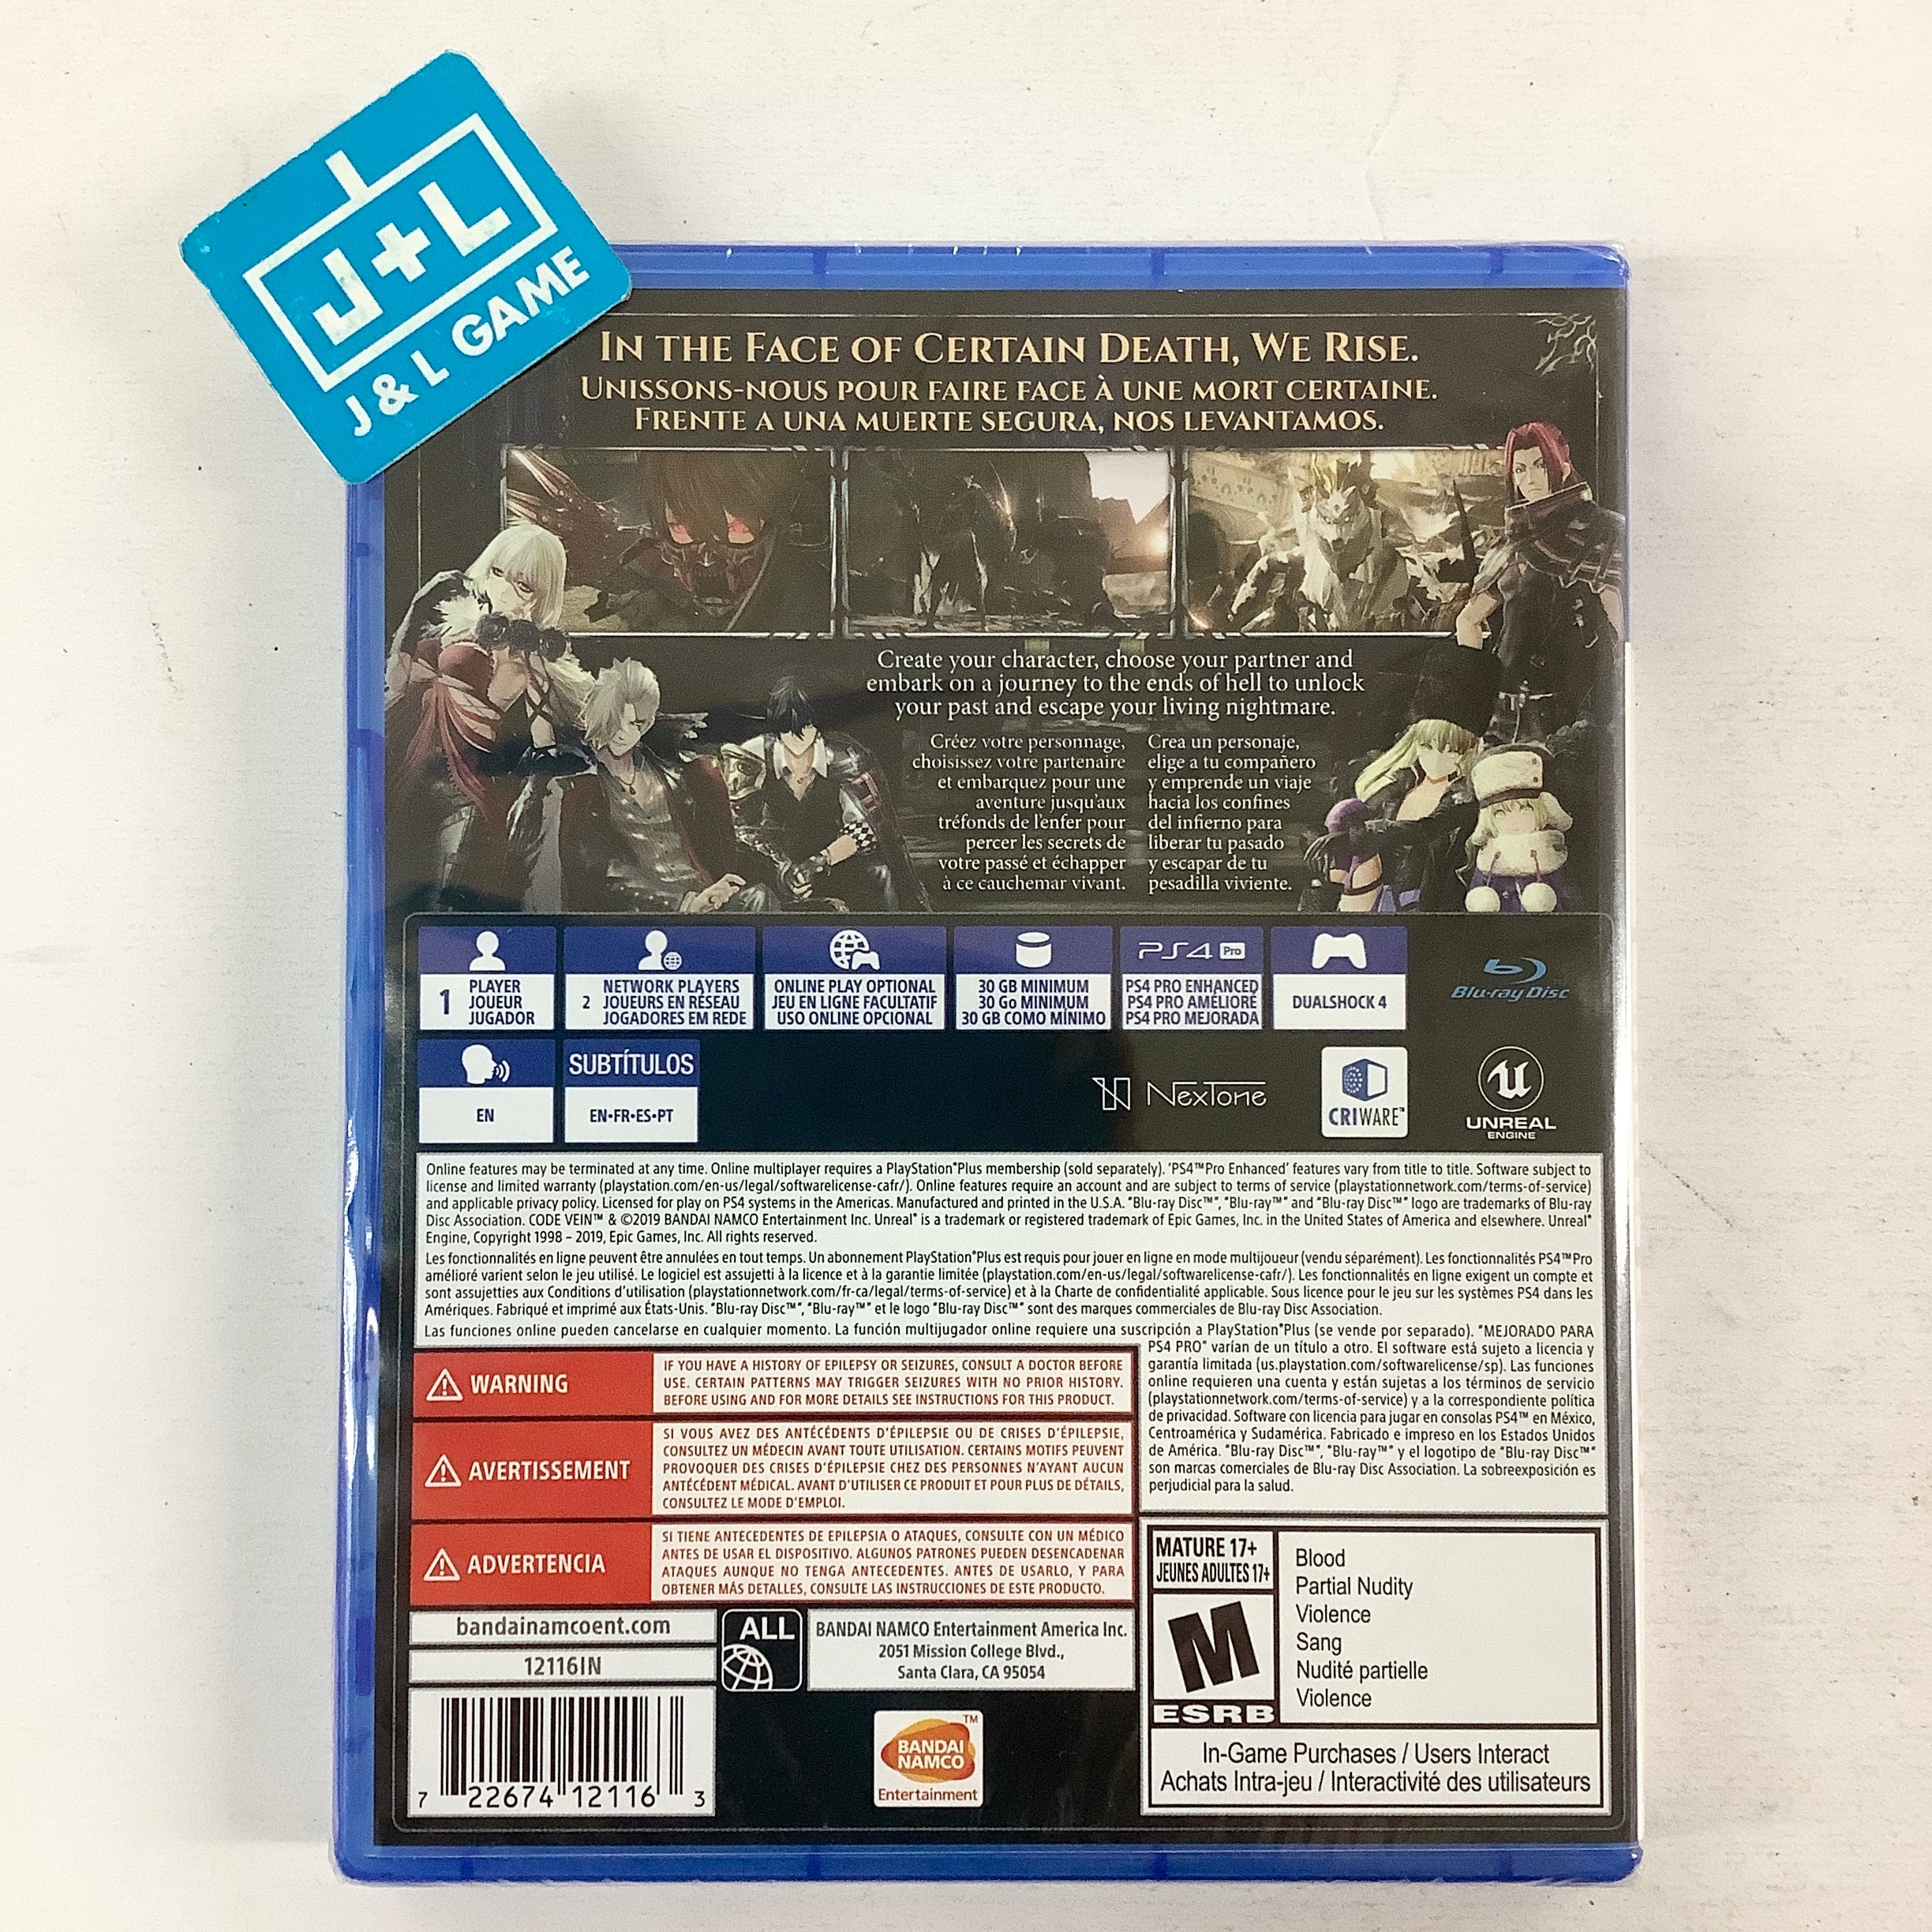 J+L
J & L GAME
IN THE FACE OF CERTAIN DEATH, WE RISE.
UNISSONS-NOUS POUR FAIRE FACE À UNE MORT CERTAINE.
FRENTE A UNA MUERTE SEGURA, NOS LEVANTAMOS.
Create your character, choose your partner and
embark on a journey to the ends of hell to unlock
your past and escape your living nightmare.
Créez votre personnage,
choisissez votre partenaire
et embarquez pour une
aventure jusqu'aux
tréfonds de l'enfer pour
percer les secrets de
votre passé et échapper
à ce cauchemar vivant.
Crea un personaje,
elige a tu compañero
y emprende un viaje
hacia los confines
del infierno para
liberar tu pasado
y escapar de tu
pesadilla viviente.
1 PLAYER
JOUEUR
JUGADOR
2 NETWORK PLAYERS
JOUEURS EN RÉSEAU
JOGADORES EM REDE
ONLINE PLAY OPTIONAL
JEU EN LIGNE FACULTATIF
USO ONLINE OPCIONAL
30 GB MINIMUM
30 Go MINIMUM
30 GB COMO MÍNIMO
PS4 Pro
PS4 PRO ENHANCED
PS4 PRO AMÉLIORÉ
PS4 PRO MEJORADA
DUALSHOCK 4
Blu-ray Disc
EN
SUBTÍTULOS
EN•FR•ES•PT
NexTone
CRIWARE™
UNREAL
ENGINE
Online features may be terminated at any time. Online multiplayer requires a PlayStation®Plus membership (sold separately). 'PS4™Pro Enhanced' features vary from title to title. Software subject to
license and limited warranty (playstation.com/en-us/legal/softwarelicense-cafr/). Online features require an account and are subject to terms of service (playstationnetwork.com/terms-of-service)
and applicable privacy policy. Licensed for play on PS4 systems in the Americas. Manufactured and printed in the U.S.A. "Blu-ray Disc™", "Blu-ray™" and "Blu-ray Disc™" logo are trademarks of Blu-ray
Disc Association. CODE VEIN™ & ©2019 BANDAI NAMCO Entertainment Inc. Unreal® is a trademark or registered trademark of Epic Games, Inc. in the United States of America and elsewhere. Unreal®
Engine, Copyright 1998 – 2019, Epic Games, Inc. All rights reserved.
Les fonctionnalités en ligne peuvent être annulées en tout temps. Un abonnement PlayStation®Plus est requis pour jouer en ligne en mode multijoueur (vendu séparément). Les fonctionnalités PS4™Pro
amélioré varient selon le jeu utilisé. Le logiciel est assujetti à la licence et à la garantie limitée (playstation.com/en-us/legal/softwarelicense-cafr/). Les fonctionnalités en ligne exigent un compte et
sont assujetties aux Conditions d'utilisation (playstationnetwork.com/fr-ca/legal/terms-of-service) et à la Charte de confidentialité applicable. Sous licence pour le jeu sur les systèmes PS4 dans les
Amériques. Fabriqué et imprimé aux États-Unis. "Blu-ray Disc™", "Blu-ray™" et le logo "Blu-ray Disc™" sont des marques commerciales de Blu-ray Disc Association.
Las funciones online pueden cancelarse en cualquier momento. La función multijugador online requiere una suscripción a PlayStation®Plus (se vende por separado). "MEJORADO PARA
PS4 PRO" varían de un título a otro. El software está sujeto a licencia y
garantía limitada (us.playstation.com/softwarelicense/sp). Las funciones
online requieren una cuenta y están sujetas a los términos de servicio
(playstationnetwork.com/terms-of-service) y a la correspondiente política
de privacidad. Software con licencia para jugar en consolas PS4™ en México,
Centroamérica y Sudamérica. Fabricado e impreso en los Estados Unidos
de América. "Blu-ray Disc™", "Blu-ray™" y el logotipo de "Blu-ray Disc™"
son marcas comerciales de Blu-ray Disc Association. La sobreexposición es
perjudicial para la salud.
WARNING
IF YOU HAVE A HISTORY OF EPILEPSY OR SEIZURES, CONSULT A DOCTOR BEFORE
USE. CERTAIN PATTERNS MAY TRIGGER SEIZURES WITH NO PRIOR HISTORY.
BEFORE USING AND FOR MORE DETAILS SEE INSTRUCTIONS FOR THIS PRODUCT.
AVERTISSEMENT
SI VOUS AVEZ DES ANTÉCÉDENTS D'ÉPILEPSIE OU DE CRISES D'ÉPILEPSIE,
CONSULTEZ UN MÉDECIN AVANT TOUTE UTILISATION. CERTAINS MOTIFS PEUVENT
PROVOQUER DES CRISES D'ÉPILEPSIE CHEZ DES PERSONNES N'AYANT AUCUN
ANTÉCÉDENT MÉDICAL. AVANT D'UTILISER CE PRODUIT ET POUR PLUS DE DÉTAILS,
CONSULTEZ LE MODE D'EMPLOI.
ADVERTENCIA
SI TIENE ANTECEDENTES DE EPILEPSIA O ATAQUES, CONSULTE CON UN MÉDICO
ANTES DE USAR EL DISPOSITIVO. ALGUNOS PATRONES PUEDEN DESENCADENAR
ATAQUES AUNQUE NO TENGA ANTECEDENTES. ANTES DE USARLO, Y PARA
OBTENER MÁS DETALLES, CONSULTE LAS INSTRUCCIONES DE ESTE PRODUCTO.
bandainamcoent.com
12116IN
ALL
BANDAI NAMCO Entertainment America Inc.
2051 Mission College Blvd.,
Santa Clara, CA 95054
7 22674 12116 3
BANDAI
NAMCO
TM
Entertainment
MATURE 17+
JEUNES ADULTES 17+
M
ESRB
Blood
Partial Nudity
Violence
Sang
Nudité partielle
Violence
In-Game Purchases / Users Interact
Achats Intra-jeu / Interactivité des utilisateurs